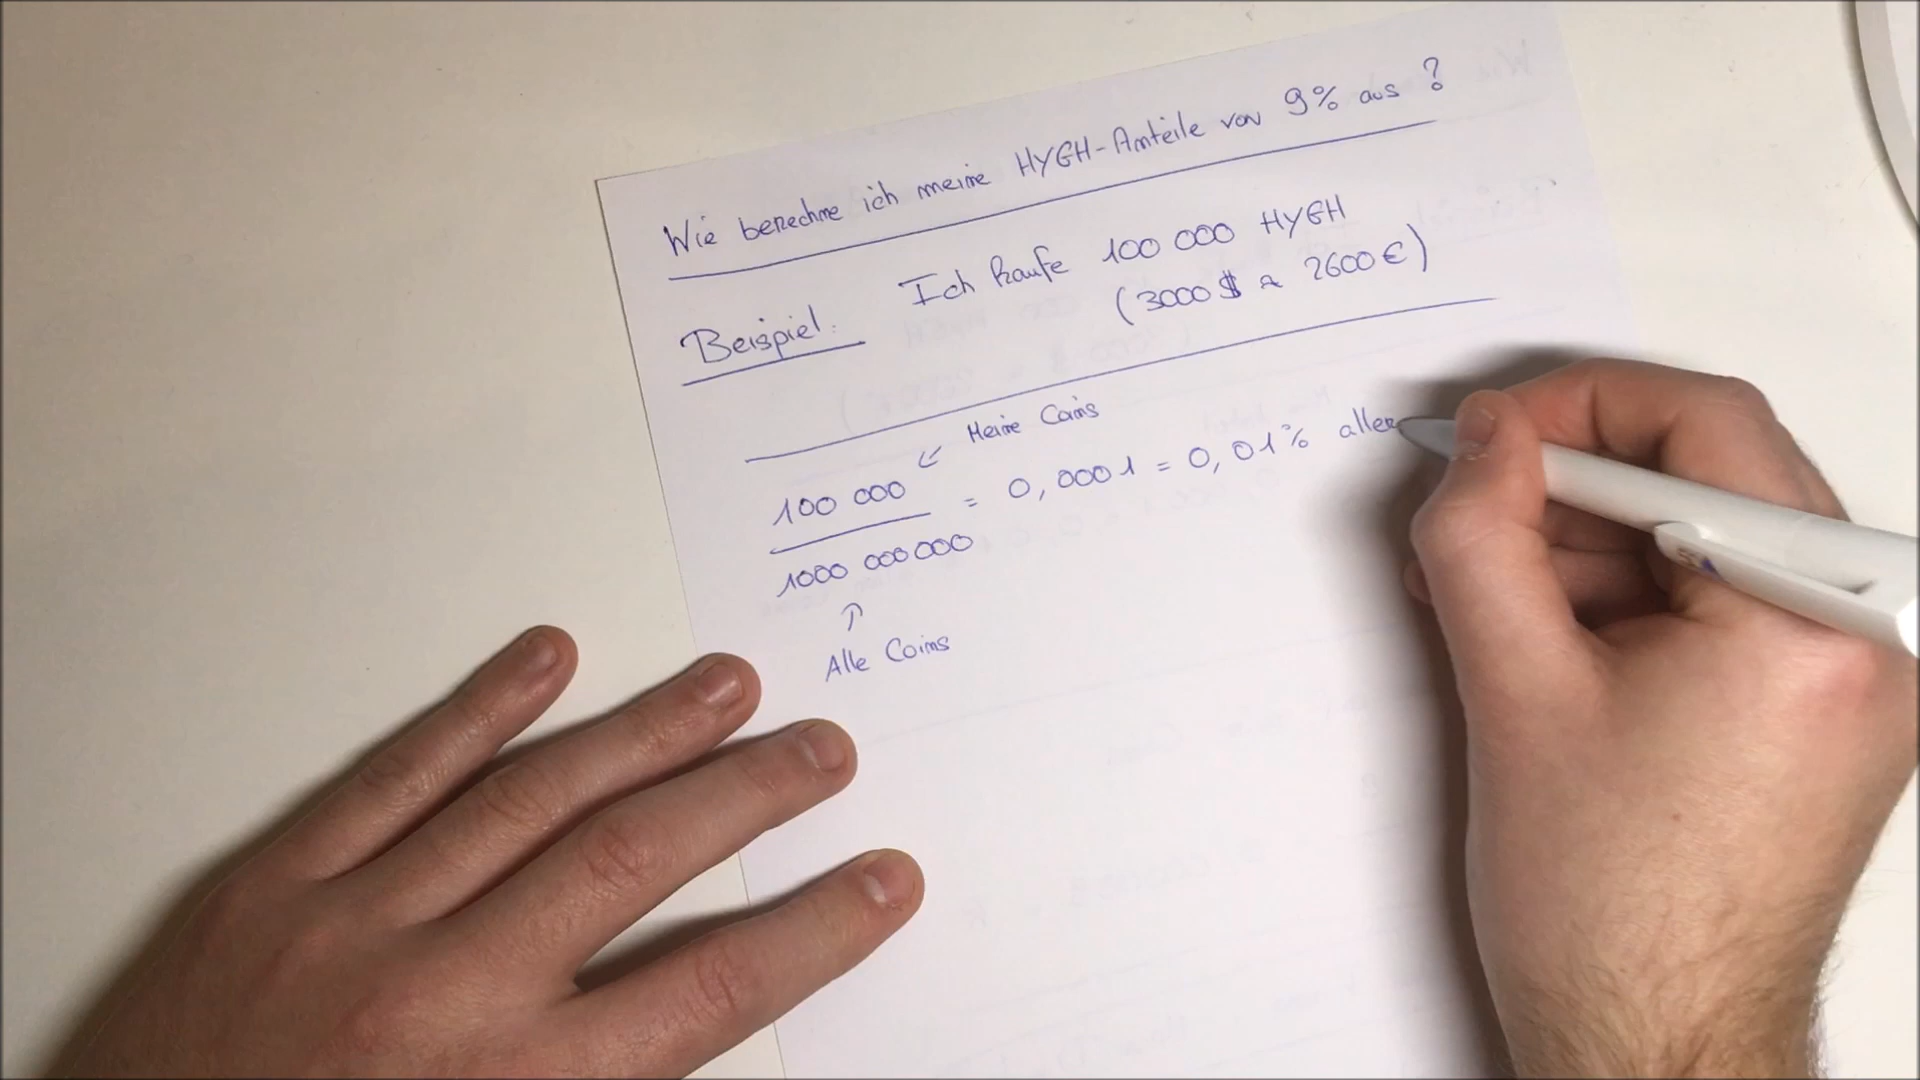 Wie berechne ich meine HYGH-Anteile von 9% aus?
Beispiel: Ich kaufe 100 000 HYGH
(3000$ ≈ 2600€)
Meine Coins
100 000
= 0,0001 = 0,01% aller
1000 000 000
Alle Coins